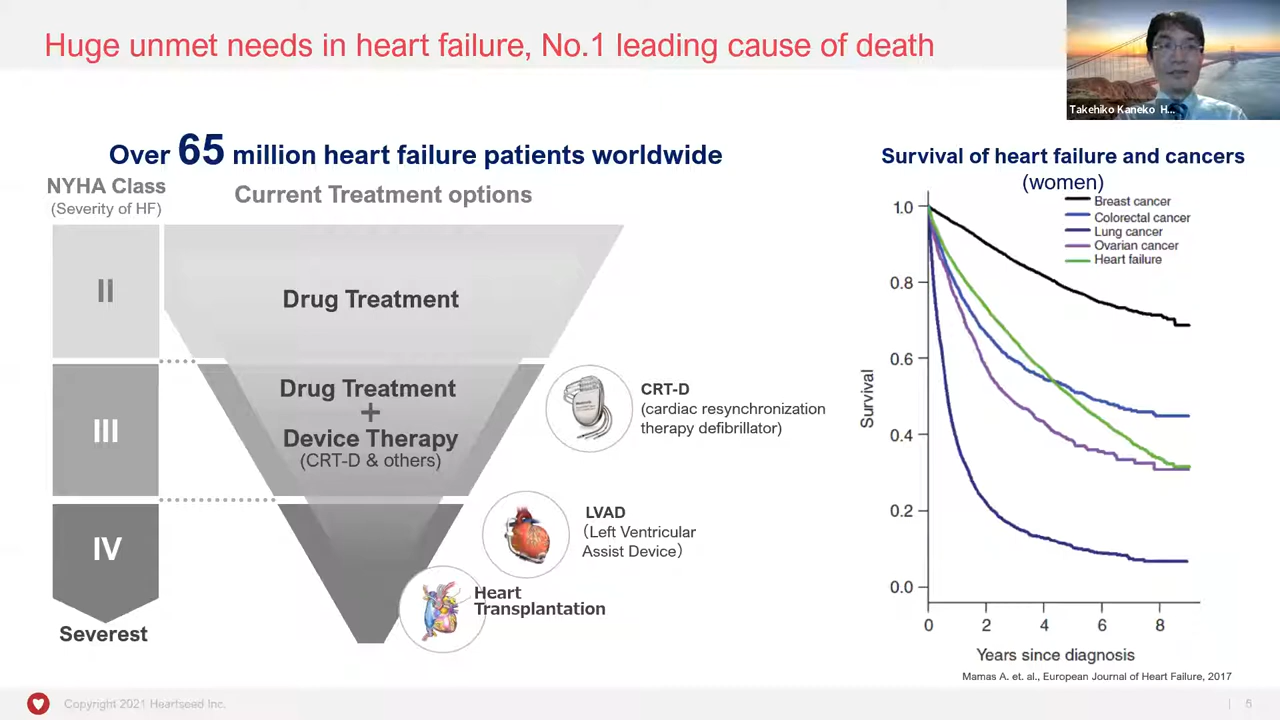 Huge unmet needs in heart failure, No.1 leading cause of death
Takehiko Kaneko H...
Over 65 million heart failure patients worldwide
NYHA Class
(Severity of HF)
Current Treatment options
II
Drug Treatment
III
Drug Treatment
+
Device Therapy
(CRT-D & others)
CRT-D
(cardiac resynchronization
therapy defibrillator)
IV
LVAD
(Left Ventricular
Assist Device)
Heart
Transplantation
Severest
Survival of heart failure and cancers
(women)
Breast cancer
Colorectal cancer
Lung cancer
Ovarian cancer
Heart failure
Survival
1.0
0.8
0.6
0.4
0.2
0.0
0 2 4 6 8
Years since diagnosis
Mamas A. et. al., European Journal of Heart Failure, 2017
Copyright 2021 Heartseed Inc.
5